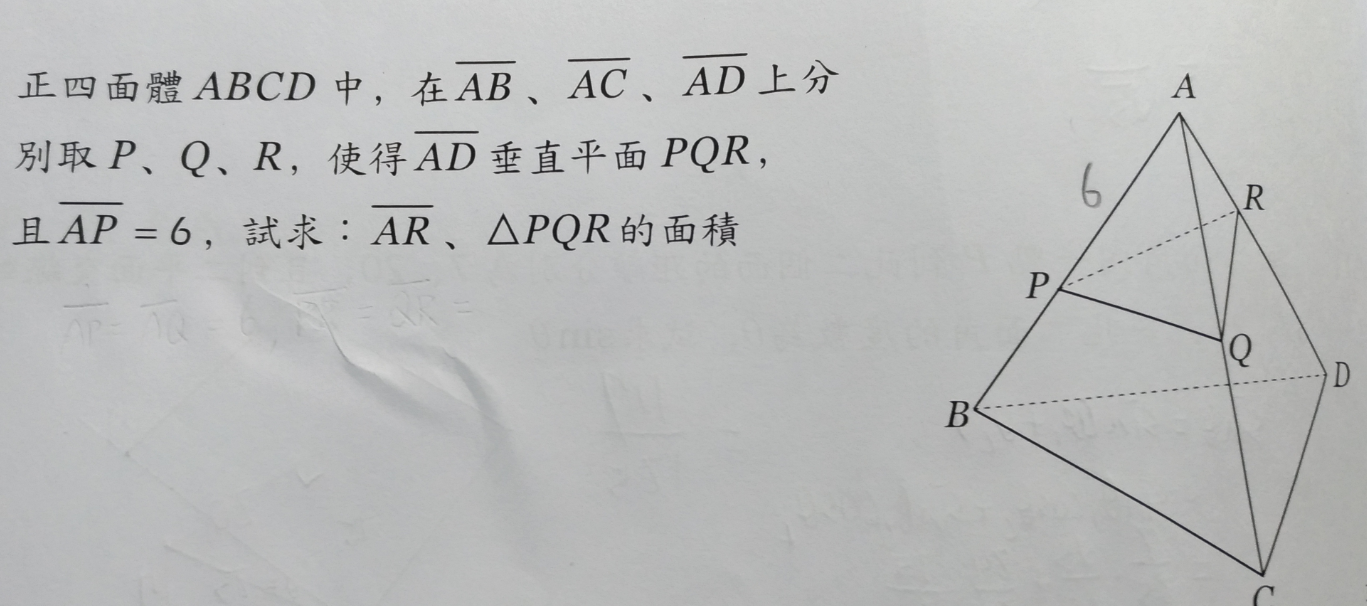 正四面體 ABCD 中，在 AB、AC、AD 上分
別取 P、Q、R，使得 AD 垂直平面 PQR，
且 AP = 6，試求：AR、△PQR 的面積
A
6
R
P
Q
D
B
C